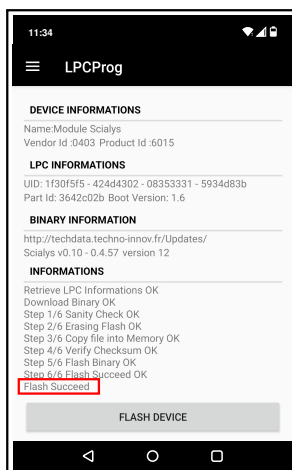 11:34
LPCProg
DEVICE INFORMATIONS
Name:Module Scialys
Vendor Id :0403 Product Id :6015
LPC INFORMATIONS
UID: 1f30f5f5 - 424d4302 - 08353331 - 5934d83b
Part Id: 3642c02b Boot Version: 1.6
BINARY INFORMATION
http://techdata.techno-innov.fr/Updates/
Scialys v0.10 - 0.4.57 version 12
INFORMATIONS
Retrieve LPC Informations OK
Download Binary OK
Step 1/6 Sanity Check OK
Step 2/6 Erasing Flash OK
Step 3/6 Copy file into Memory OK
Step 4/6 Verify Checksum OK
Step 5/6 Flash Binary OK
Step 6/6 Flash Succeed OK
Flash Succeed
FLASH DEVICE